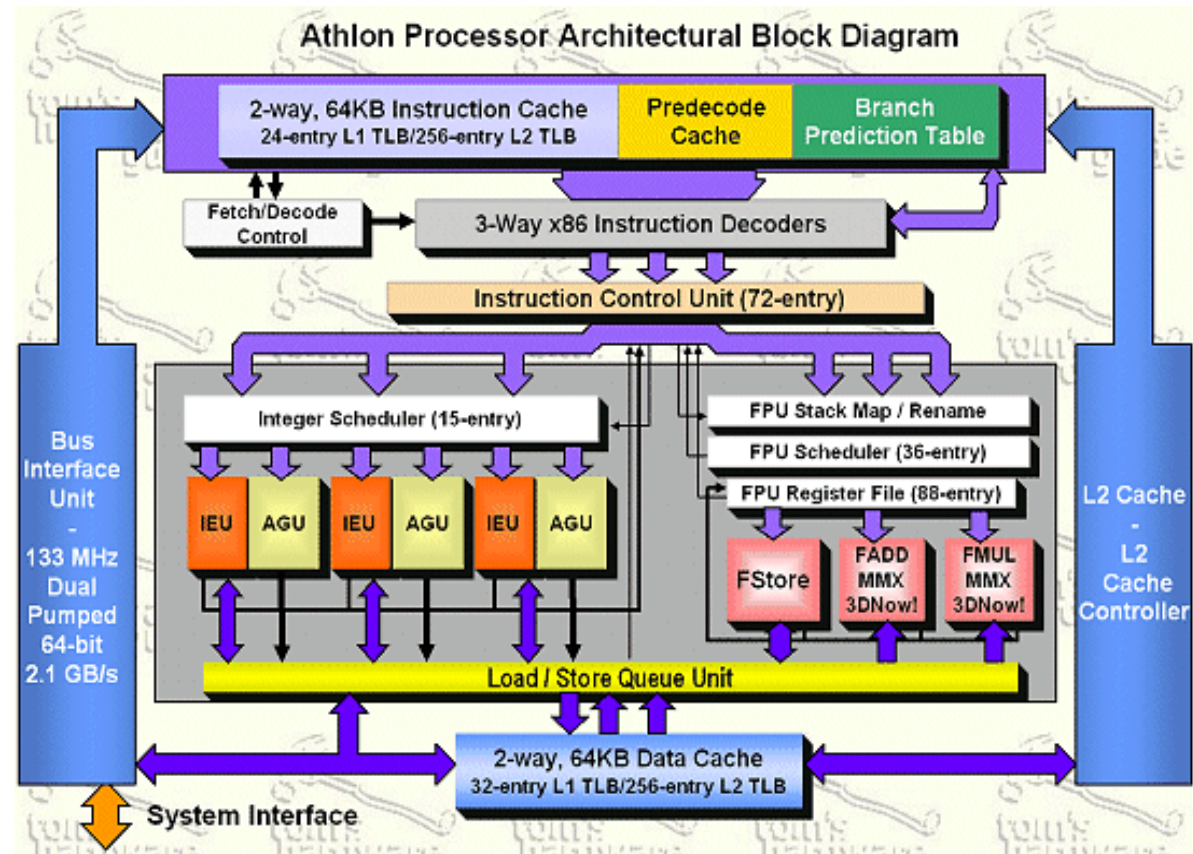 Athlon Processor Architectural Block Diagram
2-way, 64KB Instruction Cache
24-entry L1 TLB/256-entry L2 TLB
Predecode
Cache
Branch
Prediction Table
Fetch/Decode
Control
3-Way x86 Instruction Decoders
Instruction Control Unit (72-entry)
Bus
Interface
Unit
-
133 MHz
Dual
Pumped
64-bit
2.1 GB/s
Integer Scheduler (15-entry)
IEU
AGU
IEU
AGU
IEU
AGU
FPU Stack Map / Rename
FPU Scheduler (36-entry)
FPU Register File (88-entry)
FStore
FADD
MMX
3DNow!
FMUL
MMX
3DNow!
L2 Cache
-
L2
Cache
Controller
Load / Store Queue Unit
2-way, 64KB Data Cache
32-entry L1 TLB/256-entry L2 TLB
System Interface